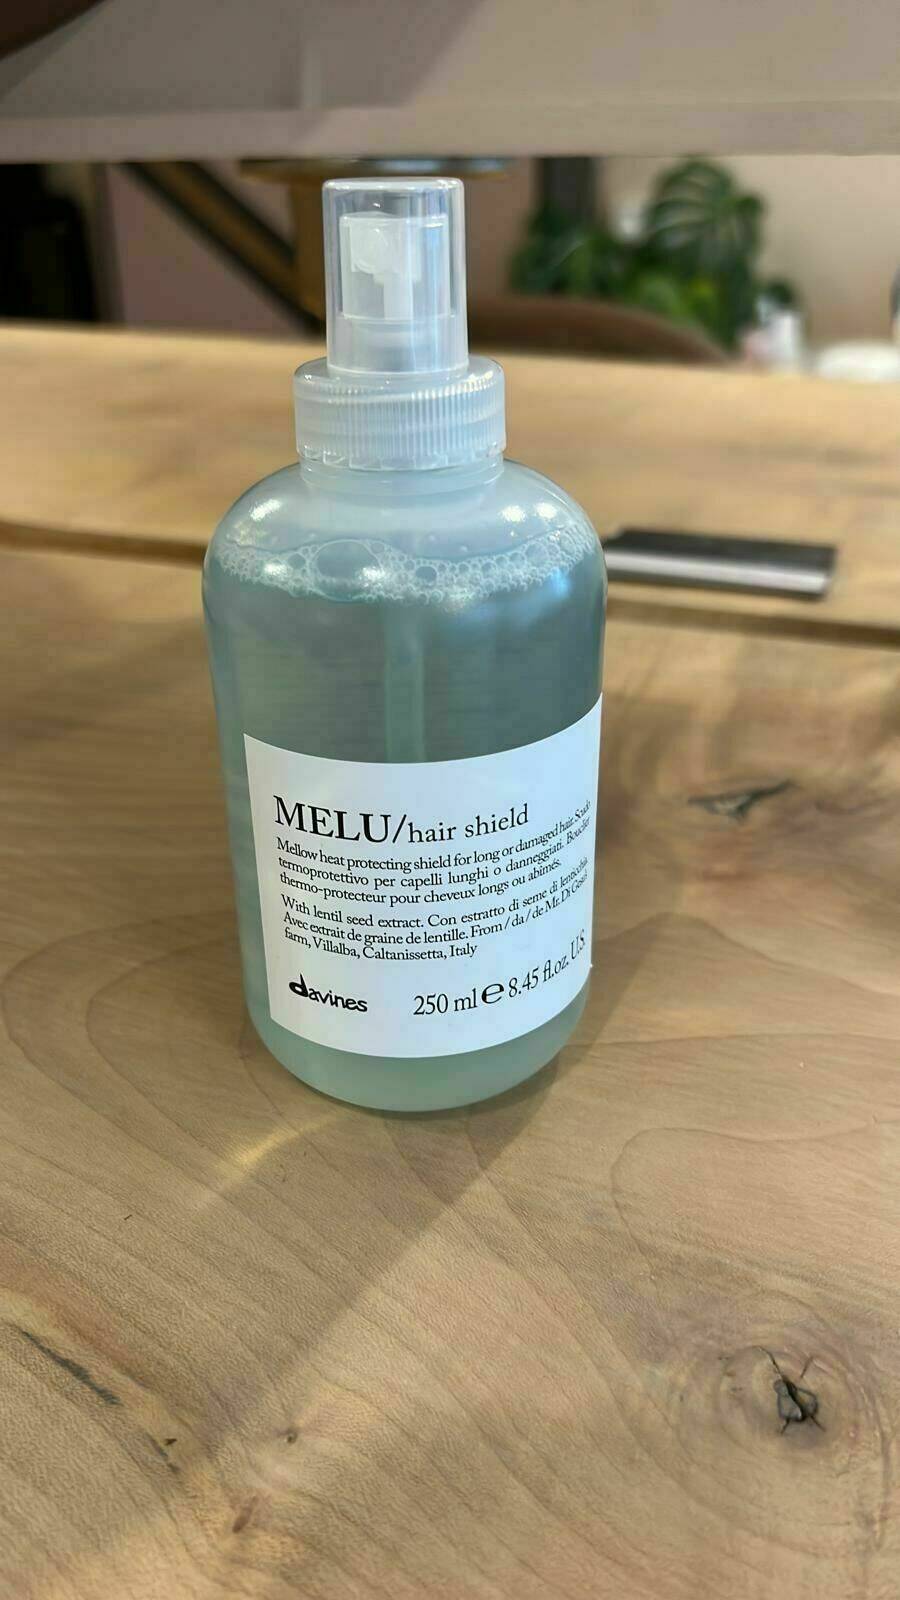 MELU/hair shield
Mellow heat protecting shield for long or damaged hair. Scudo
termoprotettivo per capelli lunghi o danneggiati. Bouclier
thermo-protecteur pour cheveux longs ou abîmés.
With lentil seed extract. Con estratto di seme di lenticchia.
Avec extrait de graine de lentille. From / da / de Mr. Di Gesù
farm, Villalba, Caltanissetta, Italy
davines
250 ml ℮ 8.45 fl.oz. U.S.